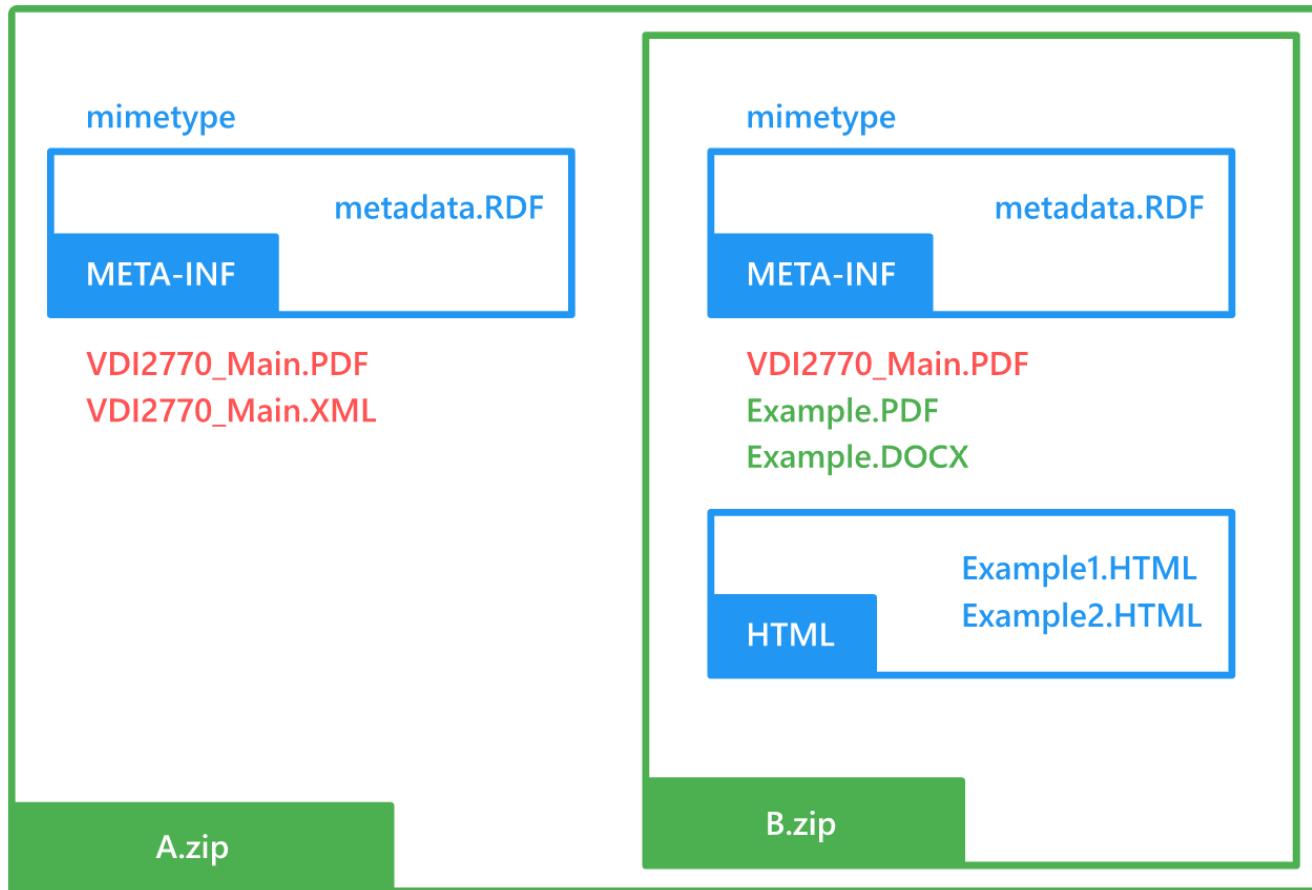 mimetype
metadata.RDF
META-INF
VDI2770_Main.PDF
VDI2770_Main.XML
A.zip
mimetype
metadata.RDF
META-INF
VDI2770_Main.PDF
Example.PDF
Example.DOCX
Example1.HTML
Example2.HTML
HTML
B.zip